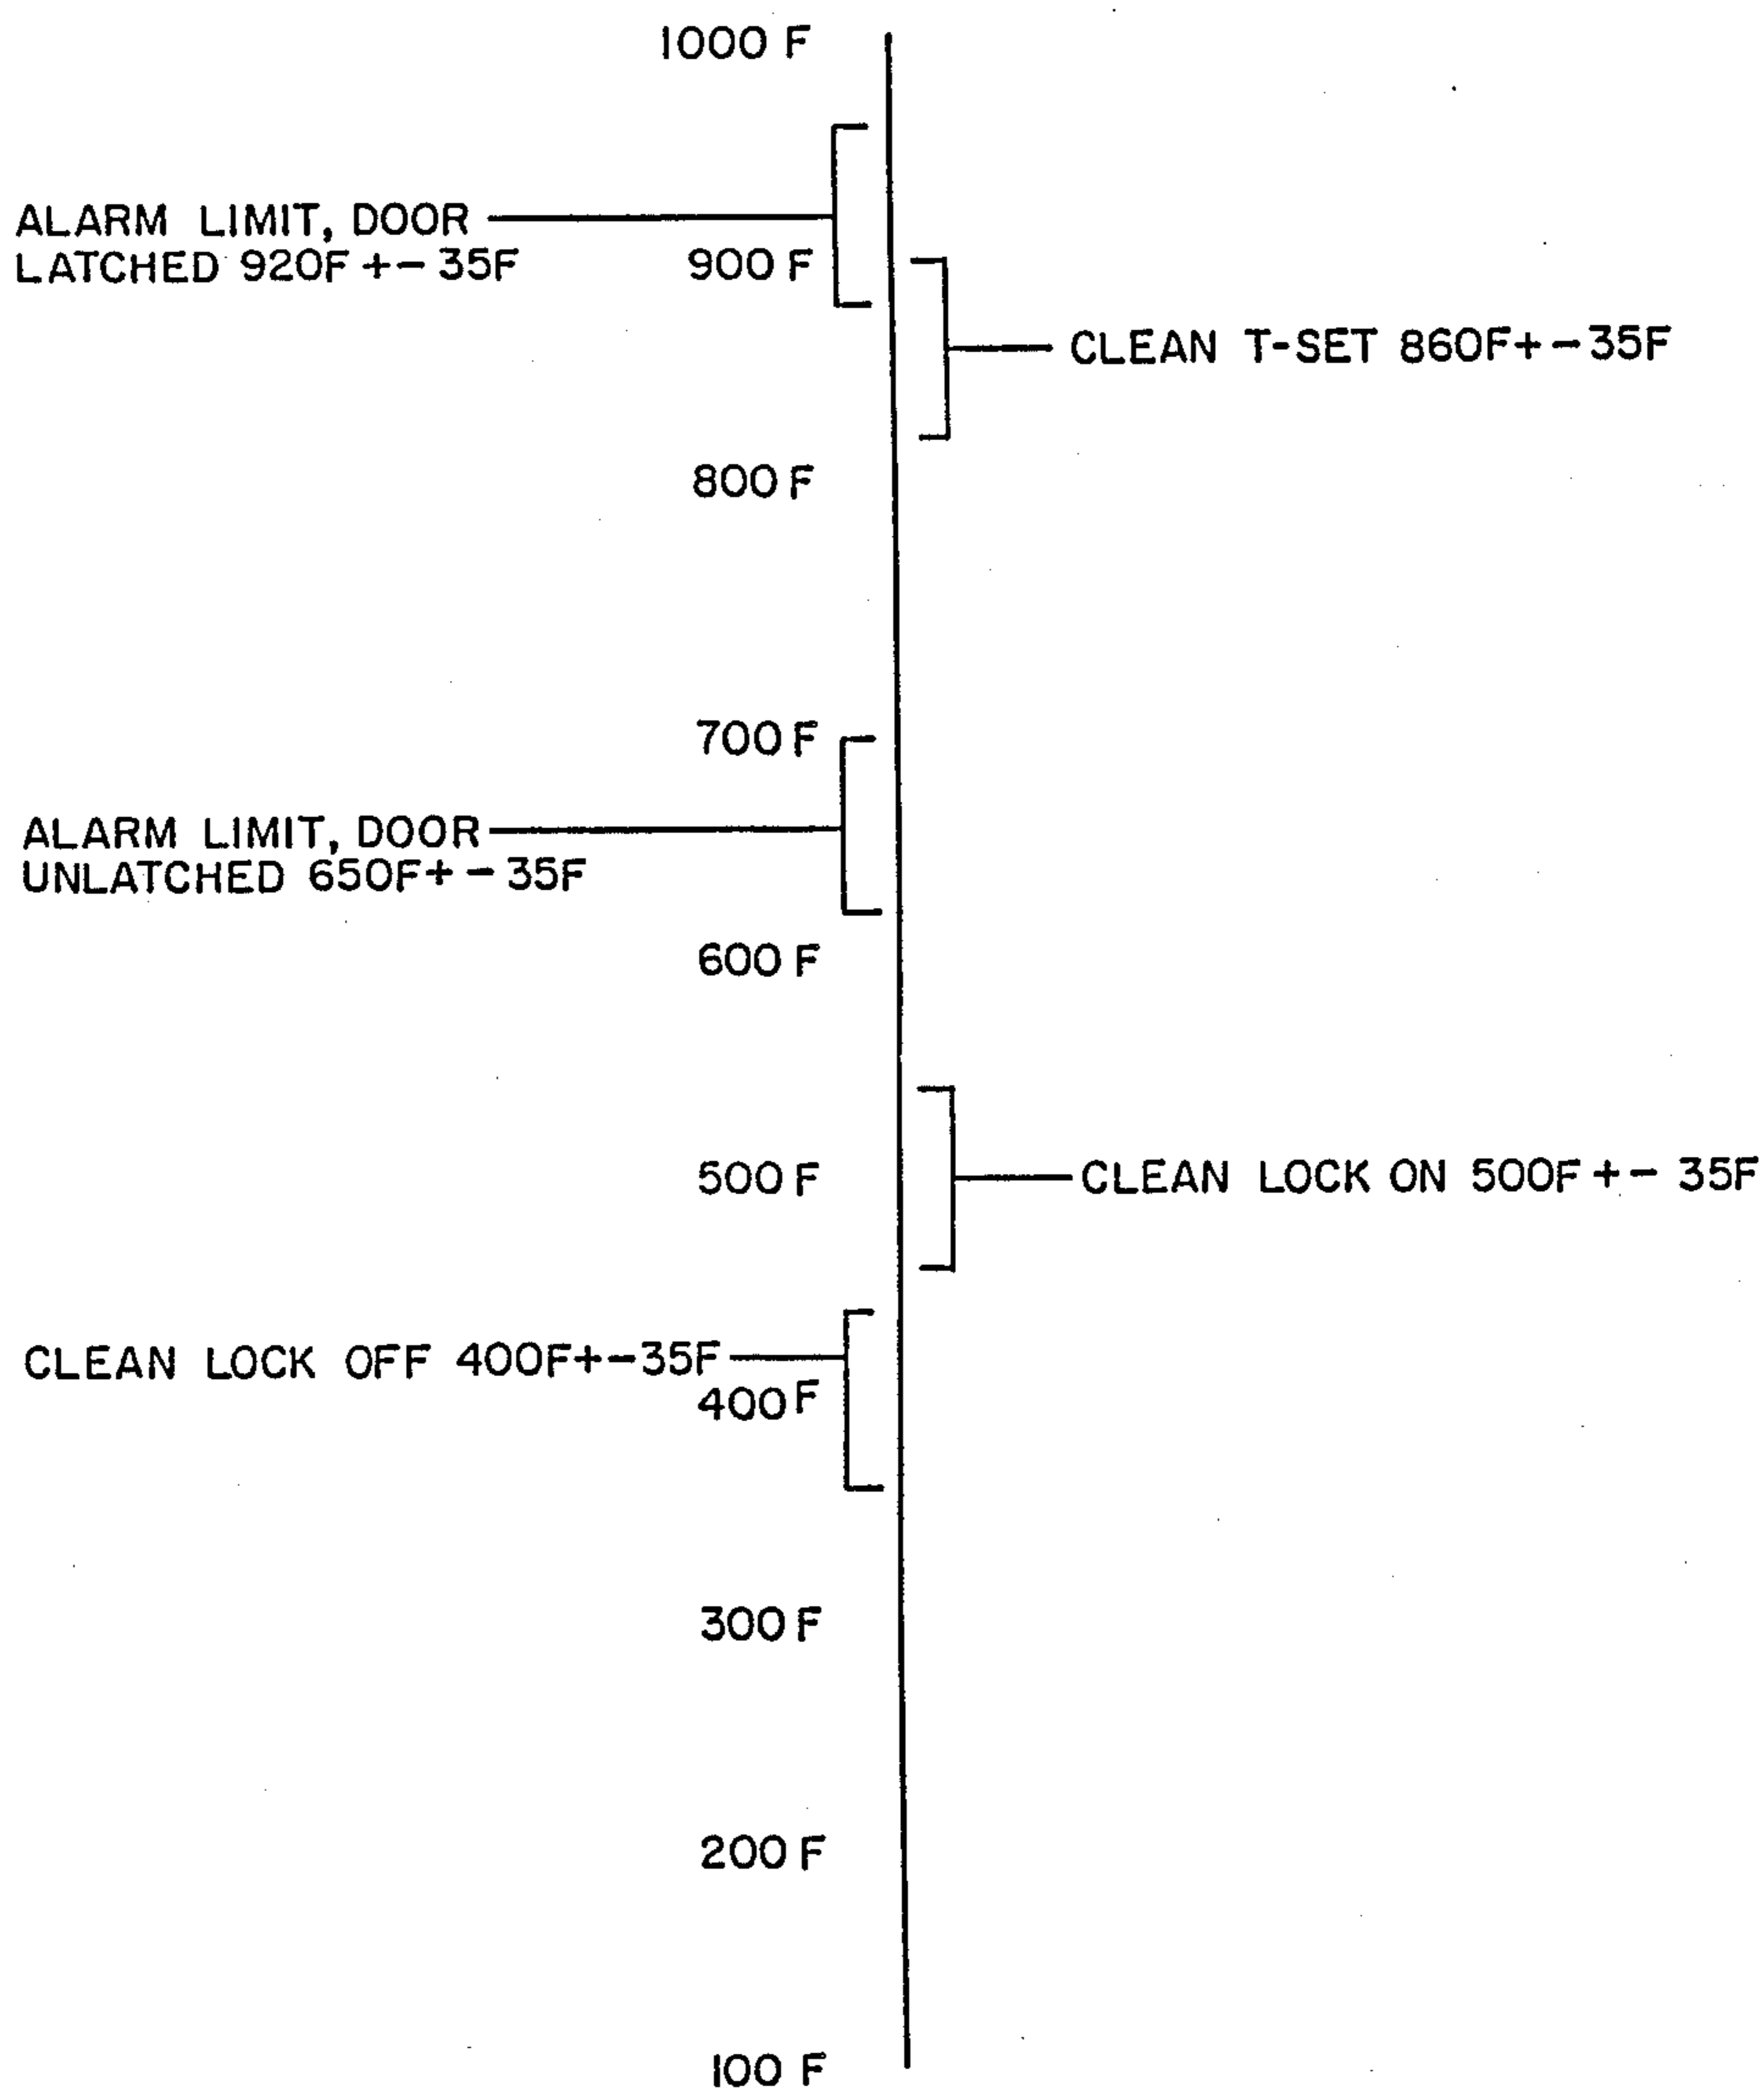 1000 F
ALARM LIMIT, DOOR
LATCHED 920F +- 35F
900 F
CLEAN T-SET 860F+-35F
800 F
700 F
ALARM LIMIT, DOOR
UNLATCHED 650F+-35F
600 F
500 F
CLEAN LOCK ON 500F +- 35F
CLEAN LOCK OFF 400F+-35F
400 F
300 F
200 F
100 F